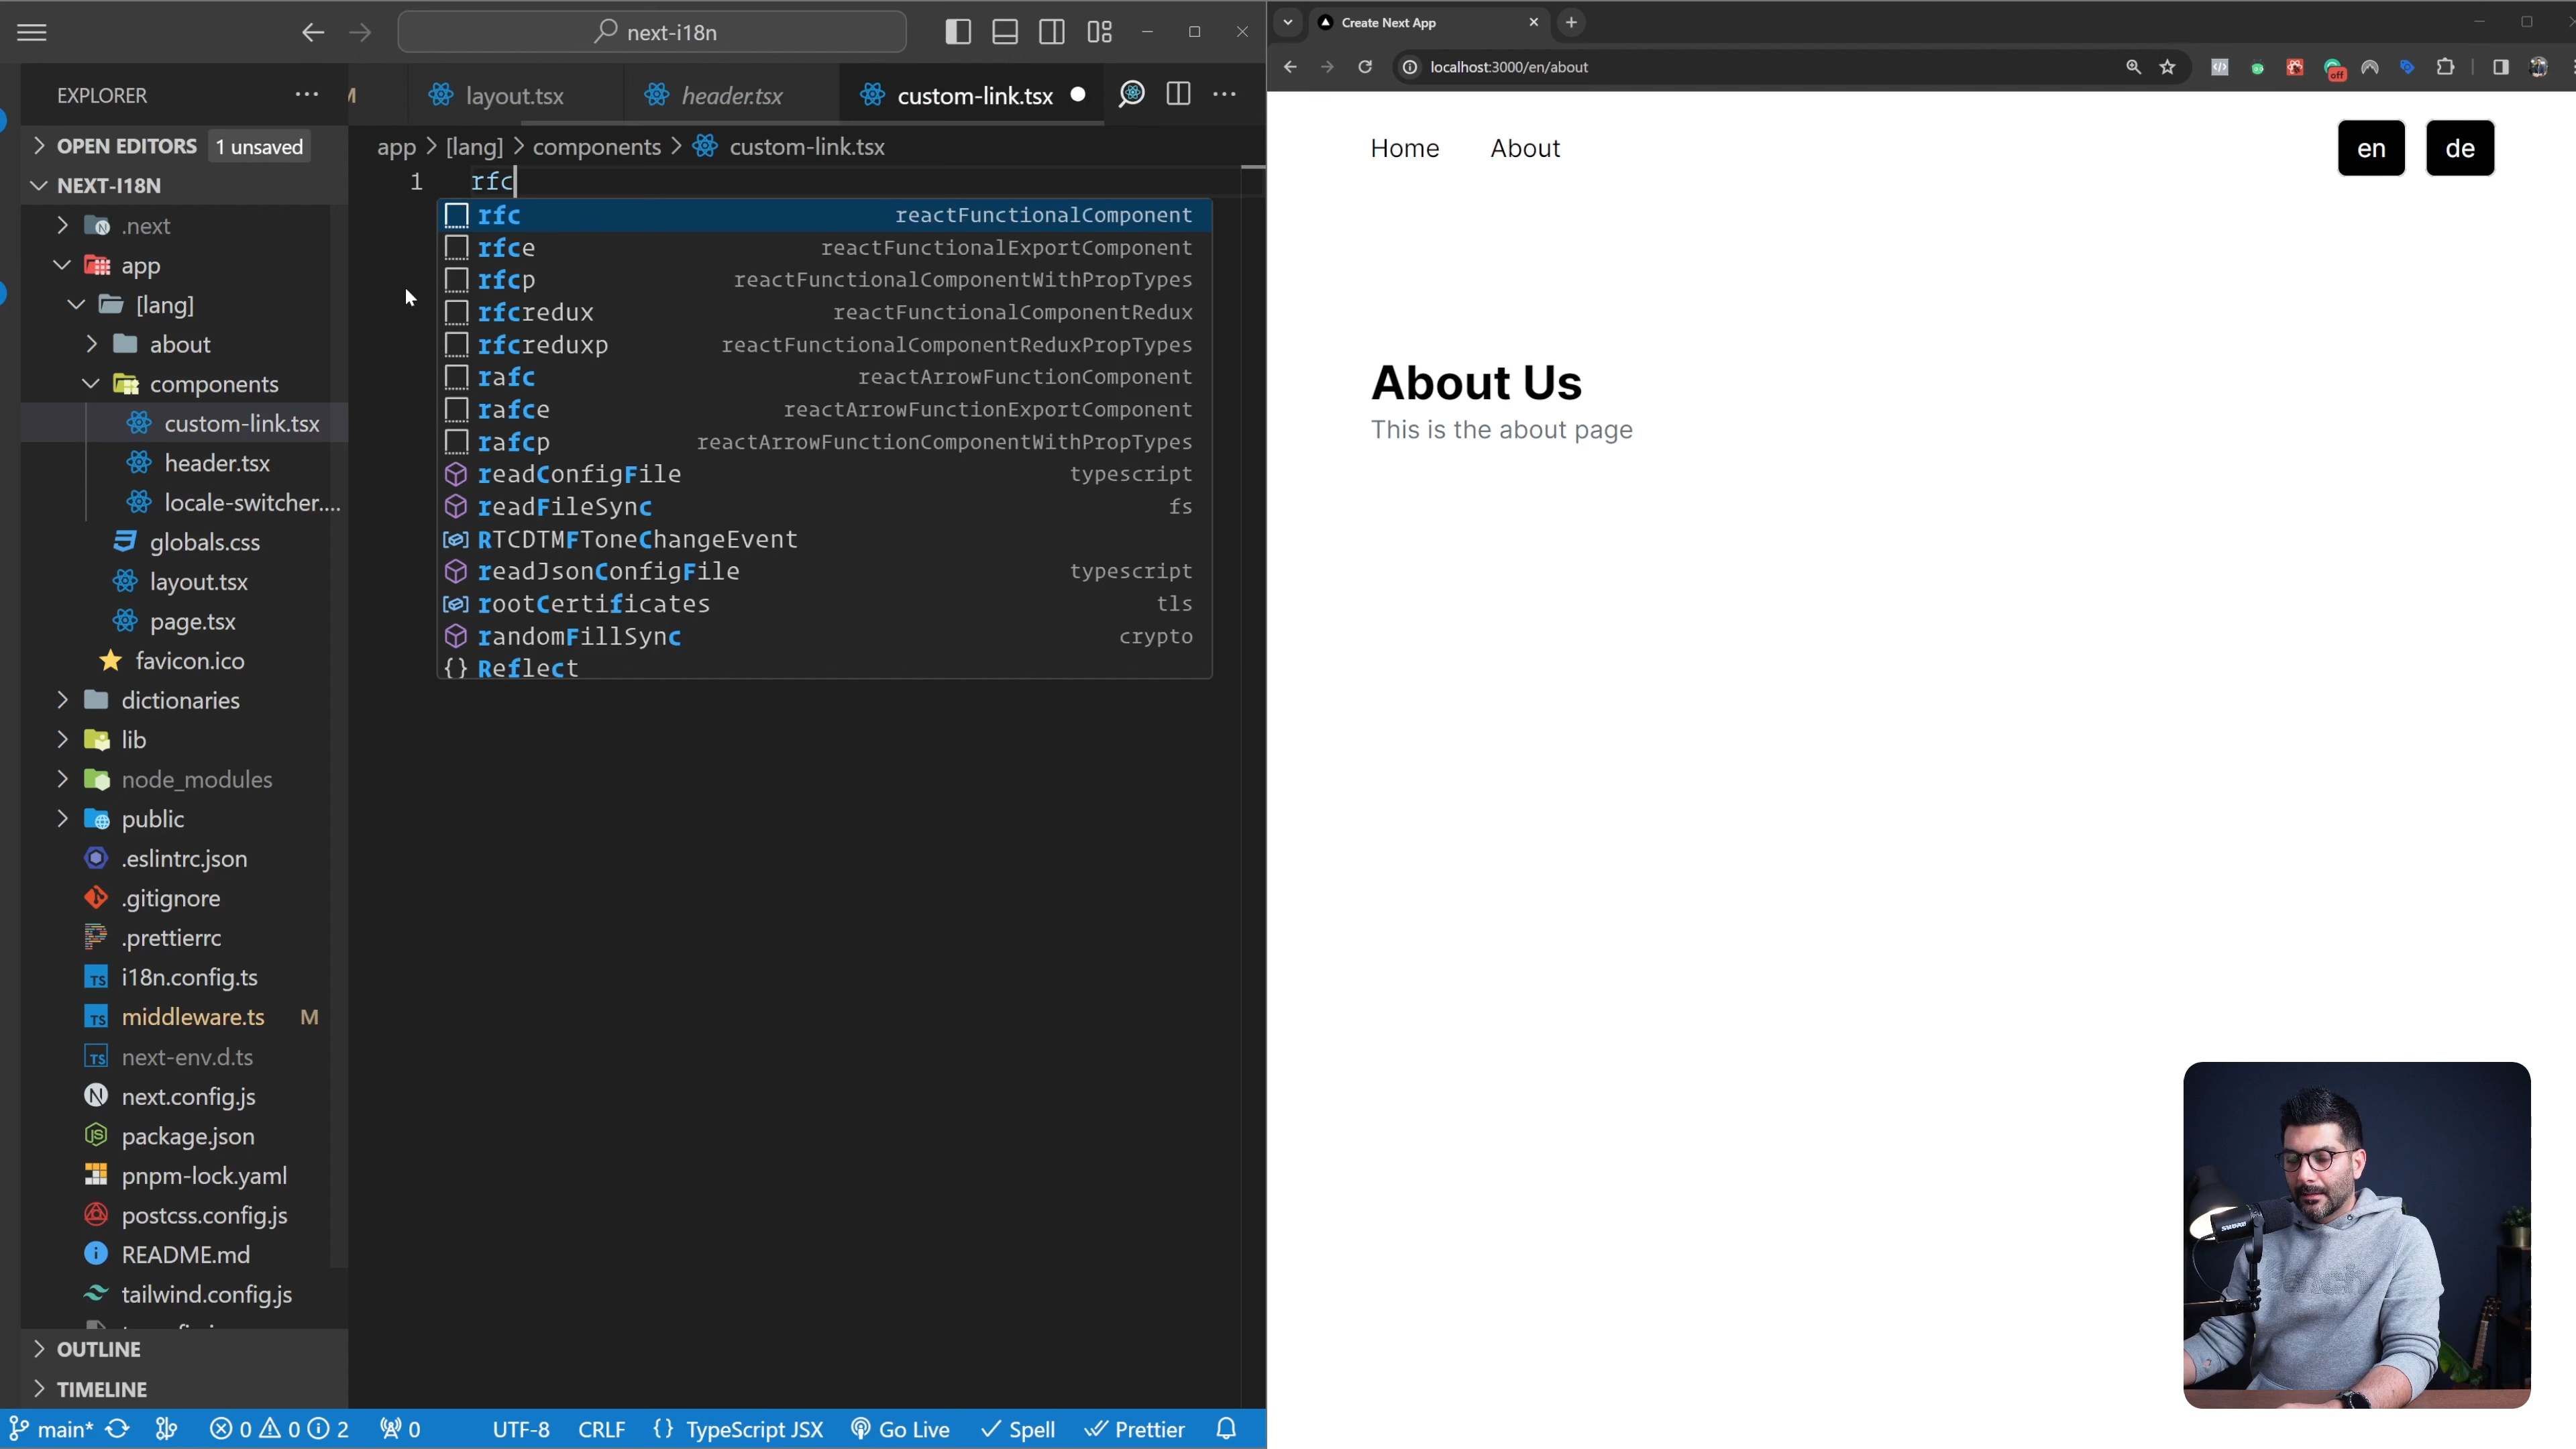 next-i18n
EXPLORER
OPEN EDITORS 1 unsaved
NEXT-I18N
.next
app
[lang]
about
components
custom-link.tsx
header.tsx
locale-switcher....
globals.css
layout.tsx
page.tsx
favicon.ico
dictionaries
lib
node_modules
public
.eslintrc.json
.gitignore
.prettierrc
i18n.config.ts
middleware.ts M
next-env.d.ts
next.config.js
package.json
pnpm-lock.yaml
postcss.config.js
README.md
tailwind.config.js
OUTLINE
TIMELINE
layout.tsx header.tsx custom-link.tsx
app > [lang] > components > custom-link.tsx
1 rfc
rfc reactFunctionalComponent
rfce reactFunctionalExportComponent
rfcp reactFunctionalComponentWithPropTypes
rfcredux reactFunctionalComponentRedux
rfcreduxp reactFunctionalComponentReduxPropTypes
rafc reactArrowFunctionComponent
rafce reactArrowFunctionExportComponent
rafcp reactArrowFunctionComponentWithPropTypes
readConfigFile typescript
readFileSync fs
RTCDTMFToneChangeEvent
readJsonConfigFile typescript
rootCertificates tls
randomFillSync crypto
{} Reflect
main* 0 0 2 0 UTF-8 CRLF {} TypeScript JSX Go Live Spell Prettier
Create Next App
localhost:3000/en/about
off
Home About en de
About Us
This is the about page